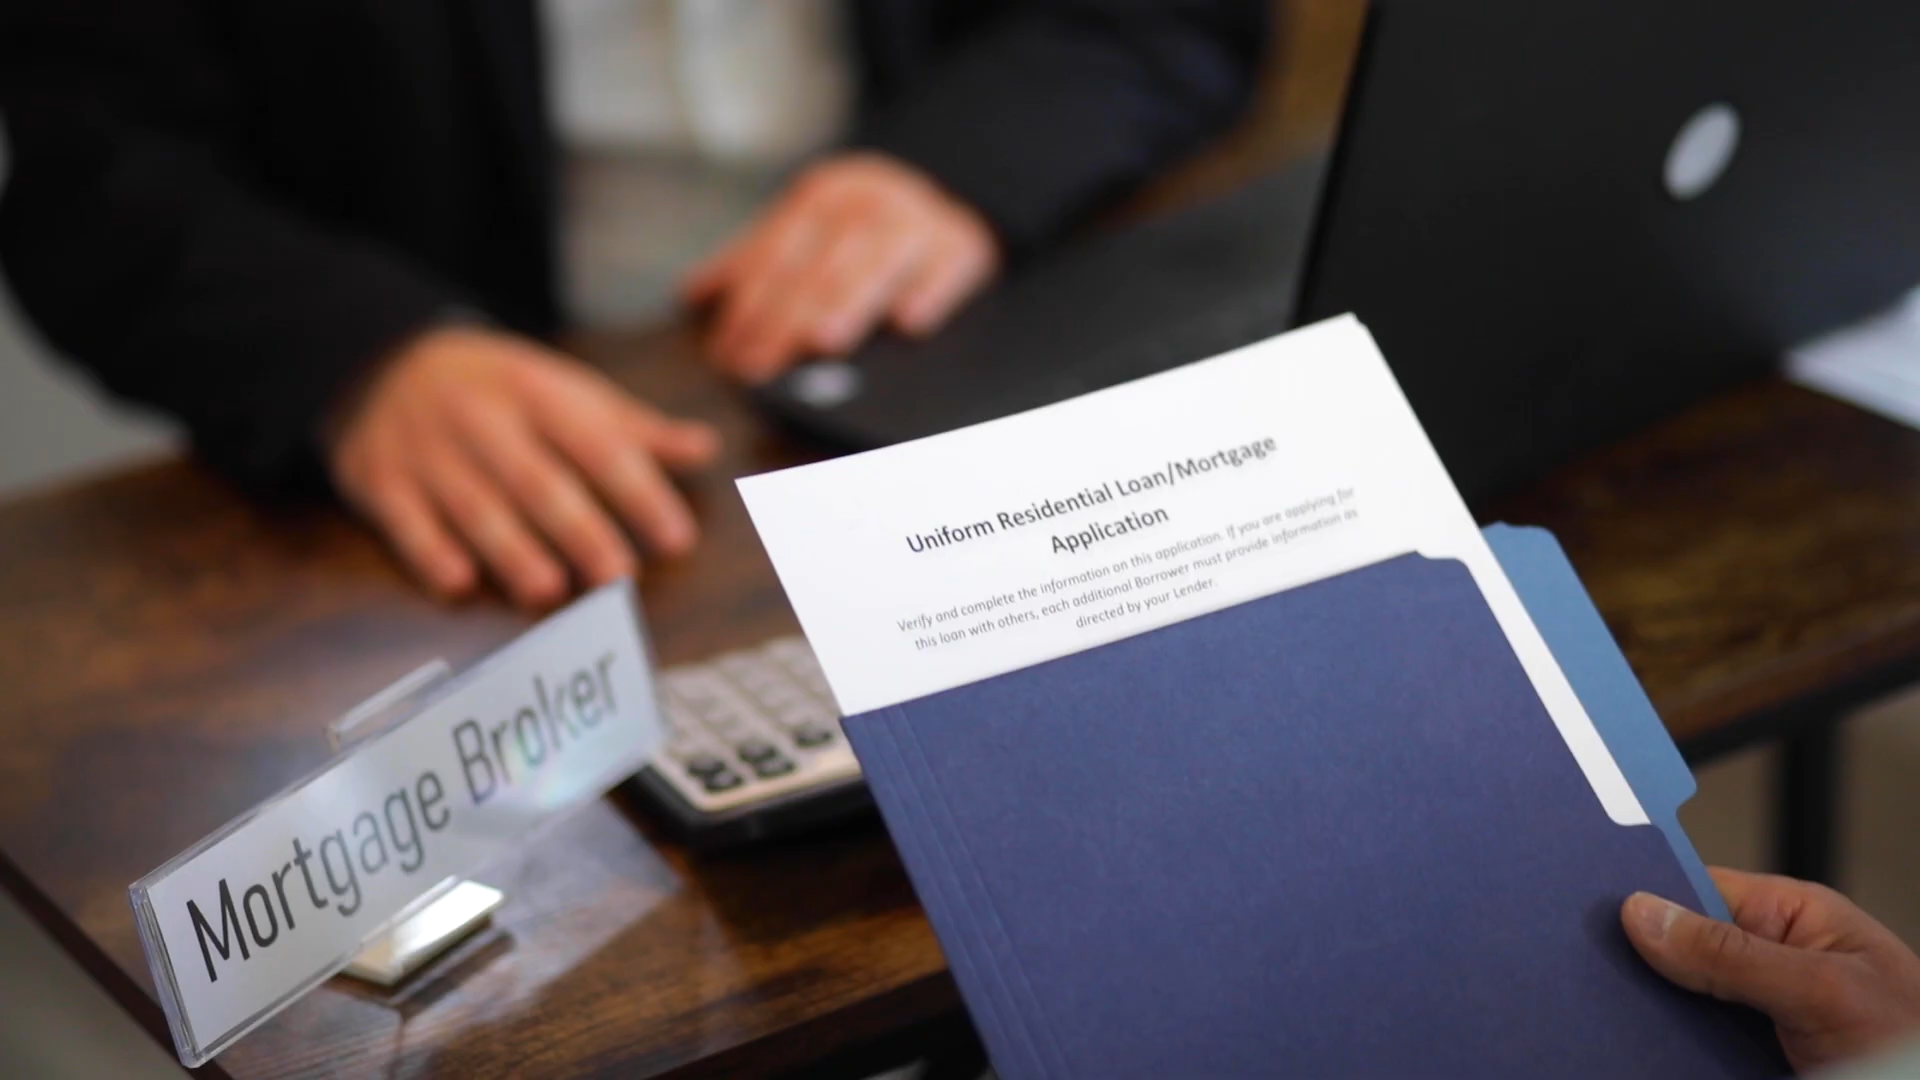 Uniform Residential Loan/Mortgage
Application
Verify and complete the information on this application. If you are applying for
this loan with others, each additional Borrower must provide information as
directed by your Lender.
Mortgage Broker